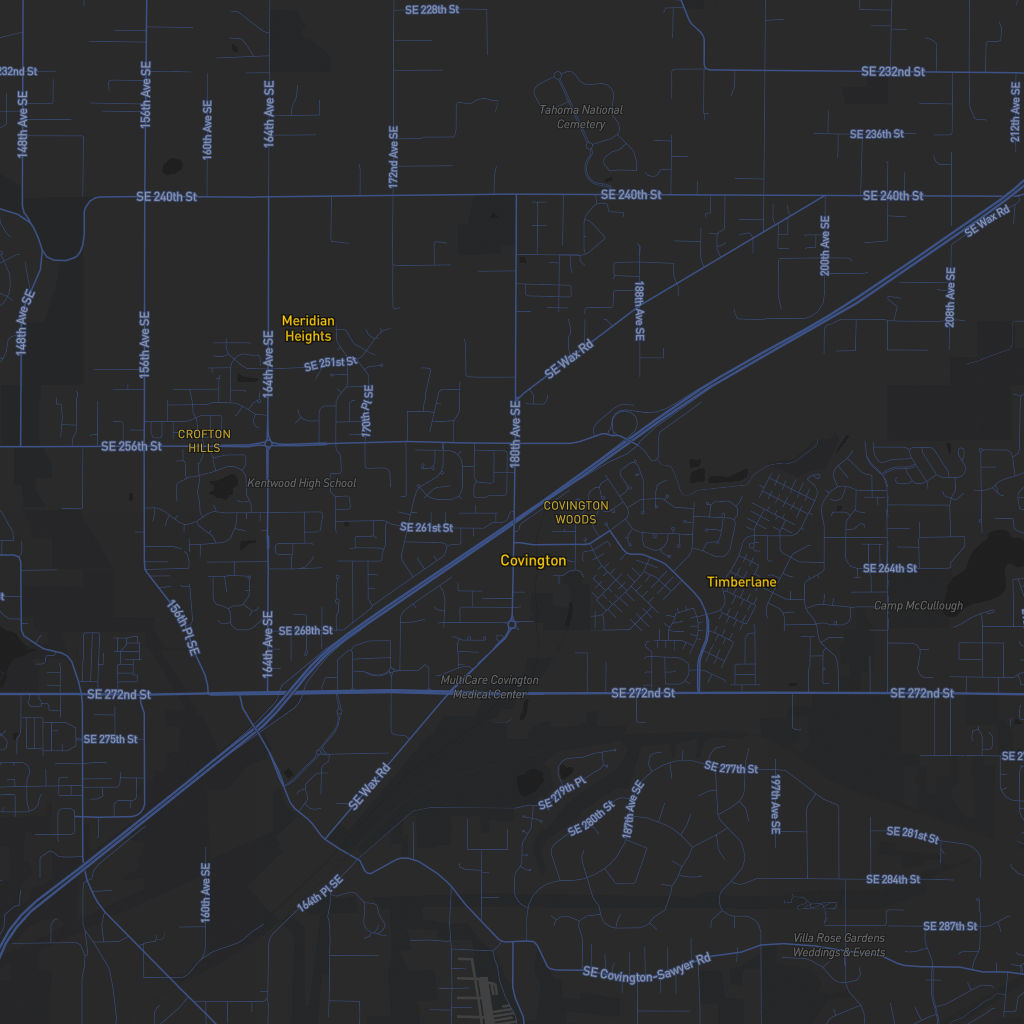 SE 228th St
232nd St
SE 232nd St
148th Ave SE
156th Ave SE
160th Ave SE
164th Ave SE
172nd Ave SE
Tahoma National
Cemetery
SE 236th St
212th Ave SE
SE 240th St
SE 240th St
SE 240th St
SE Wax Rd
200th Ave SE
208th Ave SE
188th Ave SE
148th Ave SE
156th Ave SE
164th Ave SE
Meridian
Heights
SE 251st St
SE Wax Rd
170th Pl SE
180th Ave SE
CROFTON
HILLS
SE 256th St
Kentwood High School
SE 261st St
COVINGTON
WOODS
Covington
Timberlane
SE 264th St
Camp McCullough
156th Pl SE
164th Ave SE
SE 268th St
MultiCare Covington
Medical Center
SE 272nd St
SE 272nd St
SE 272nd St
SE 275th St
SE Wax Rd
SE 277th St
SE 279th Pl
SE 280th St
187th Ave SE
197th Ave SE
SE 281st St
SE 284th St
160th Ave SE
164th Pl SE
SE 287th St
Villa Rose Gardens
Weddings & Events
SE Covington-Sawyer Rd